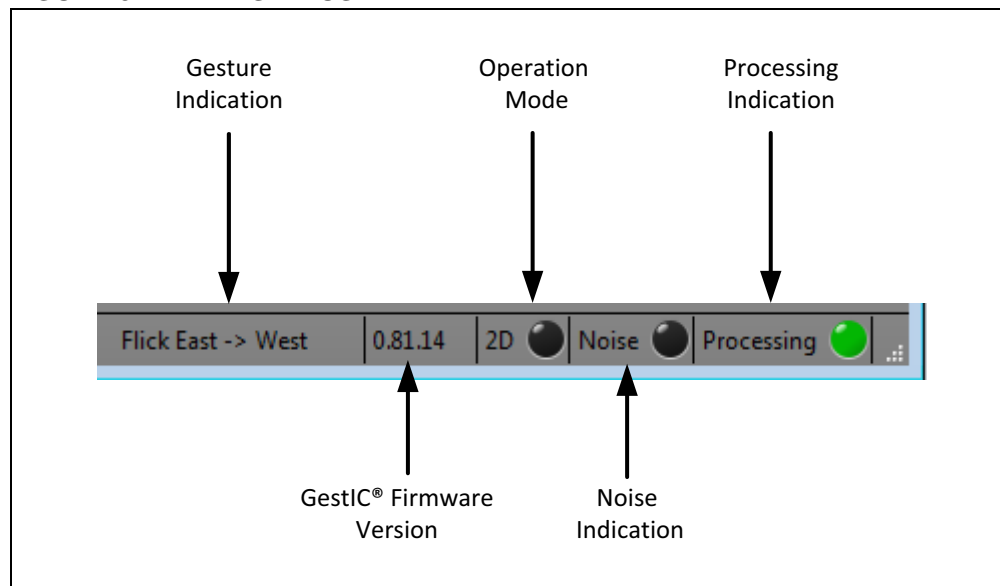 Gesture
Indication
Operation
Mode
Processing
Indication
Flick East -> West
0.81.14
2D
Noise
Processing
GestIC® Firmware
Version
Noise
Indication